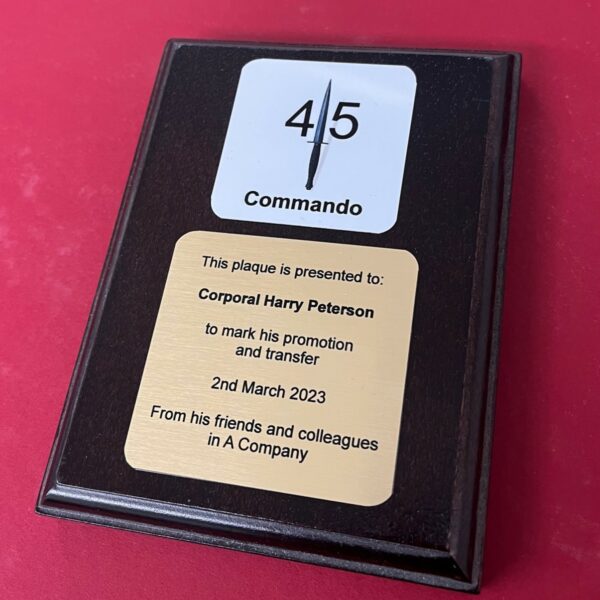 45
Commando
This plaque is presented to:
Corporal Harry Peterson
to mark his promotion
and transfer
2nd March 2023
From his friends and colleagues
in A Company